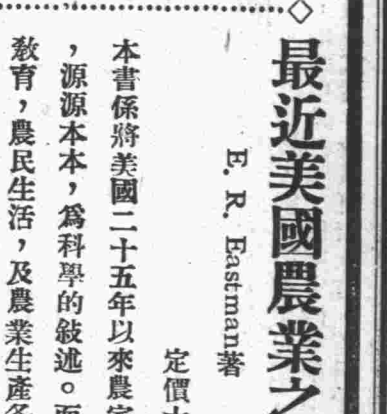 最近美國農業之
E. R. Eastman著
定價
本書係將美國二十五年以來農
，源源本本，爲科學的敍述。
敎育，農民生活，及農業生產